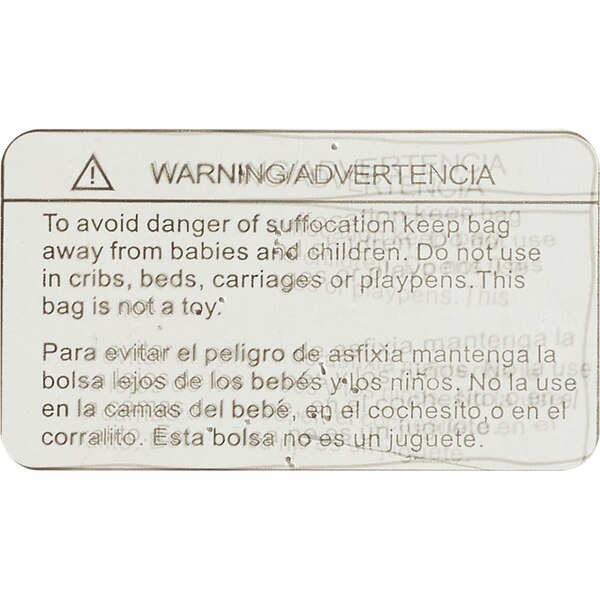 WARNING/ADVERTENCIA
To avoid danger of suffocation keep bag
away from babies and children. Do not use
in cribs, beds, carriages or playpens.This
bag is not a toy.
Para evitar el peligro de asfixia mantenga la
bolsa lejos de los bebés y los niños. No la use
en la camas del bebé, en el cochesito,o en el
corralito. Esta bolsa no es un juguete.